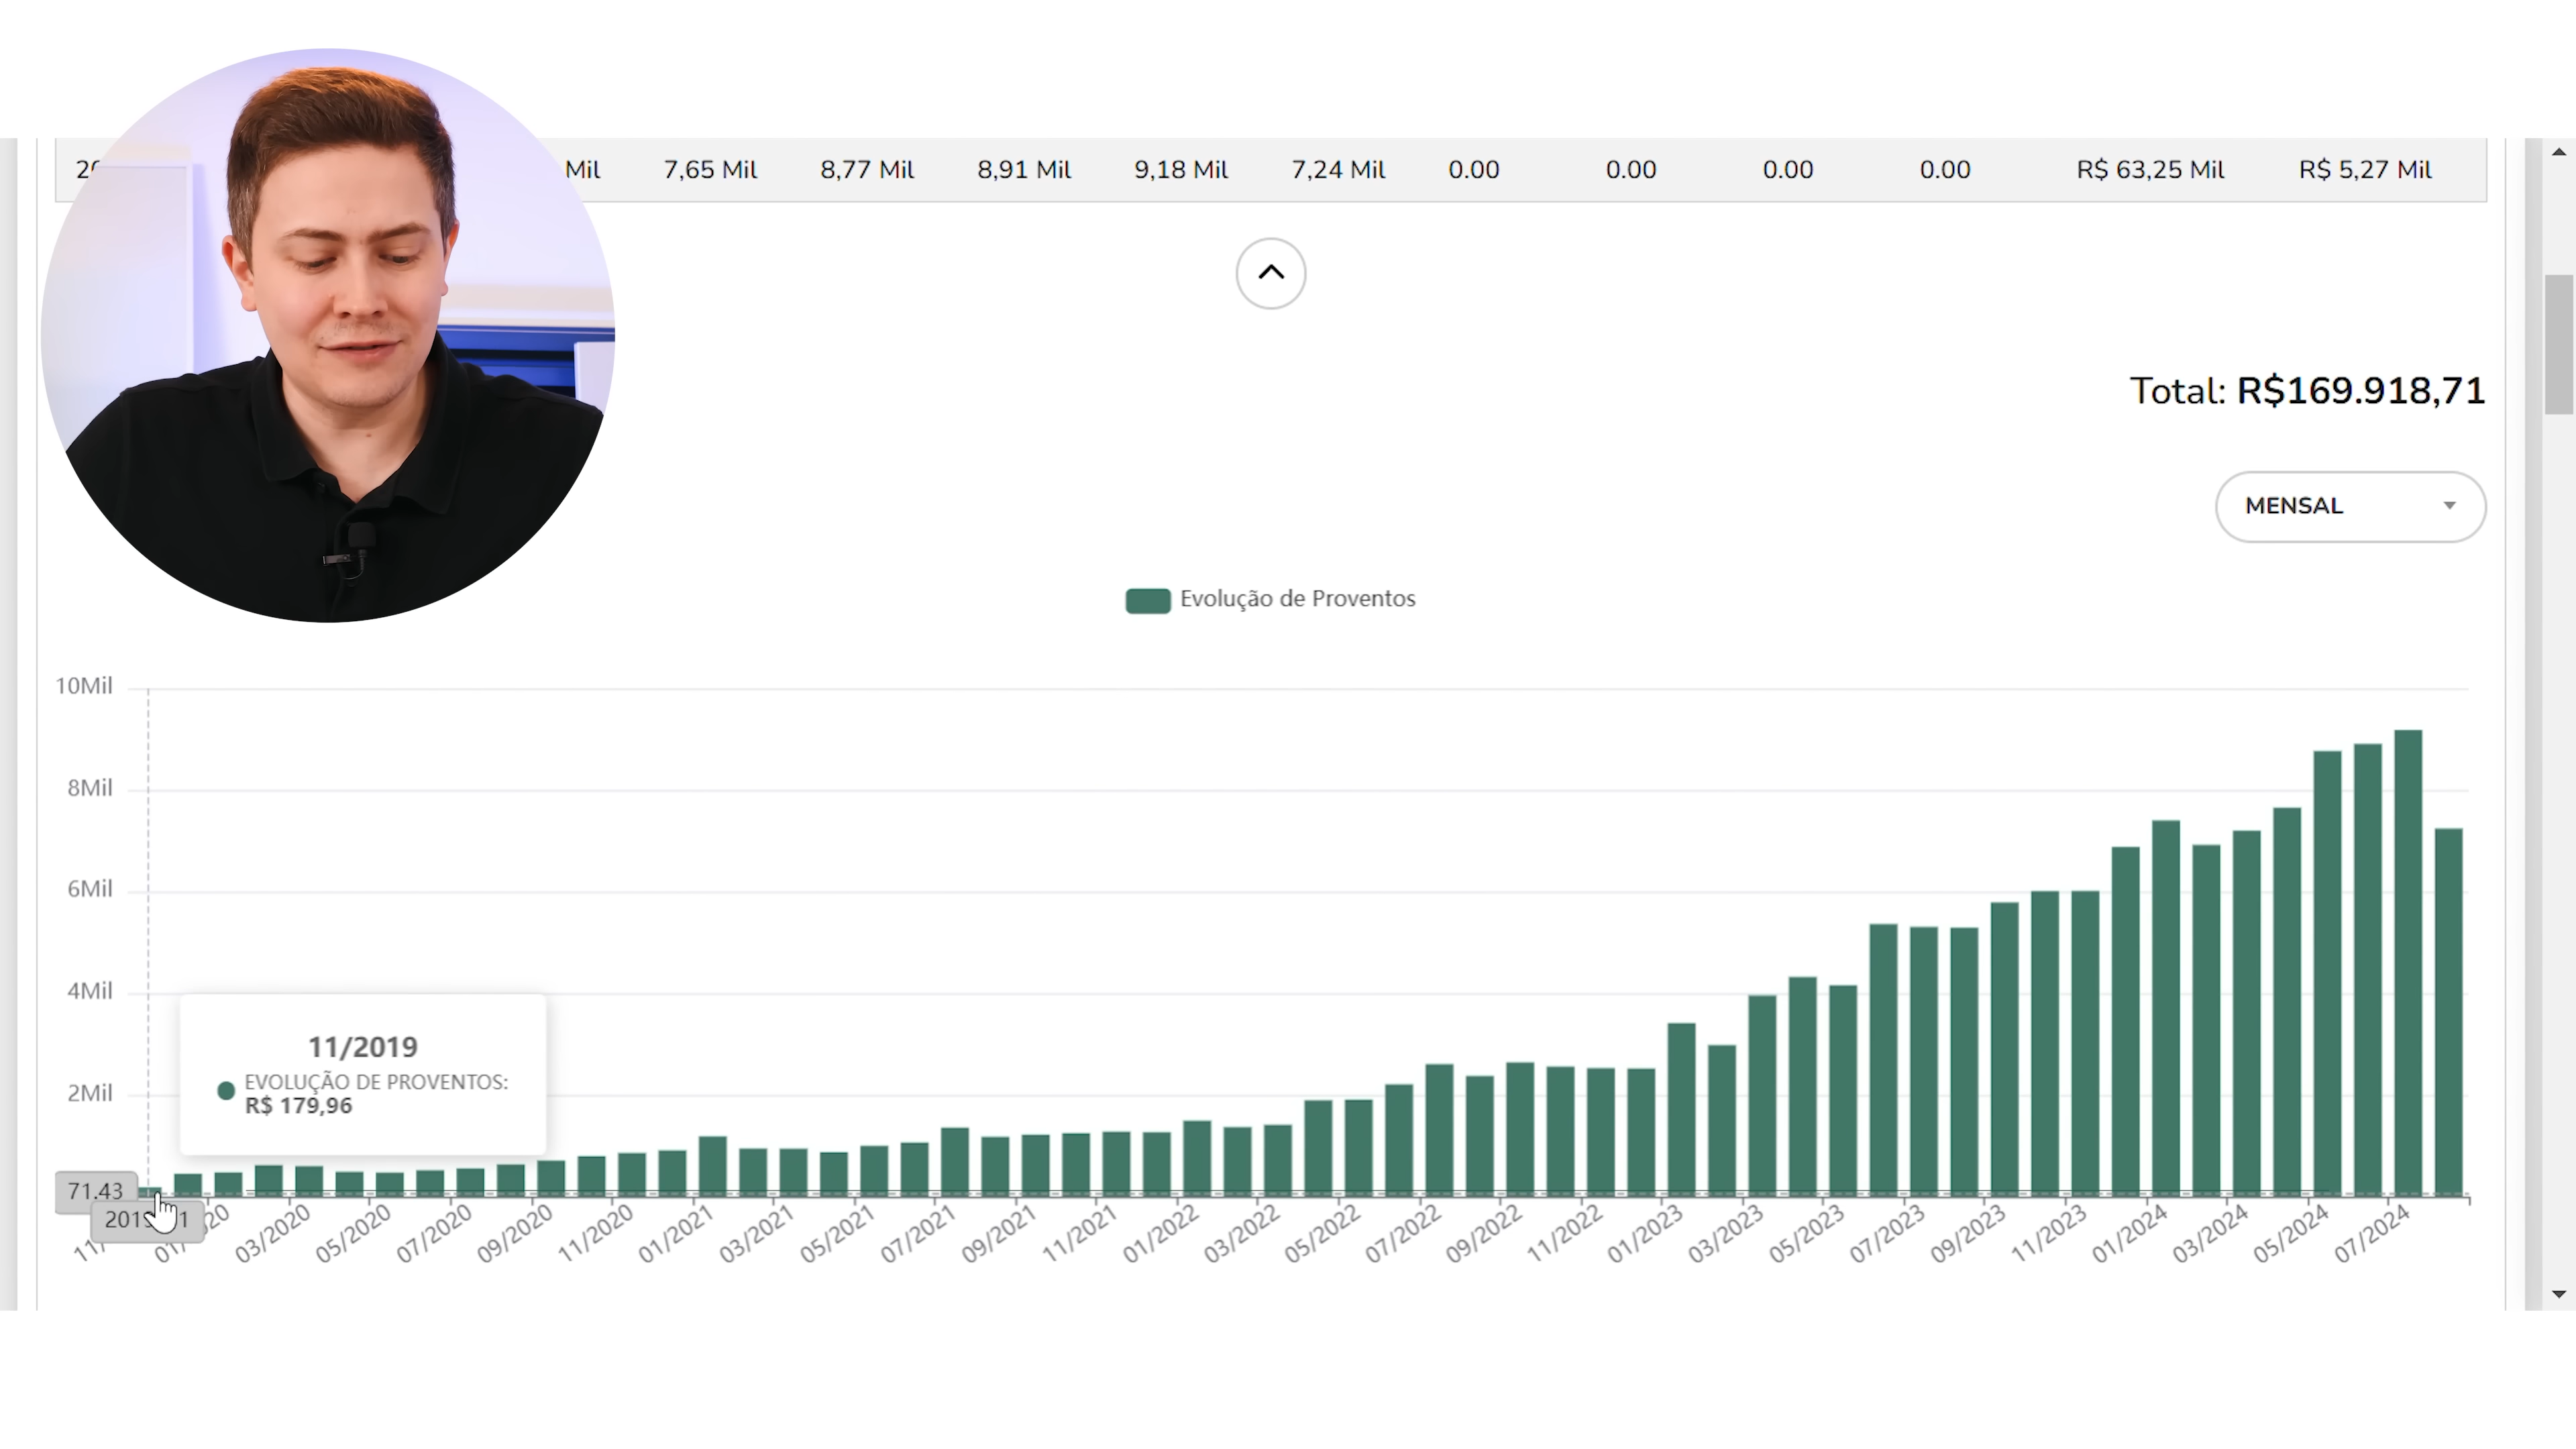 Mil 7,65 Mil 8,77 Mil 8,91 Mil 9,18 Mil 7,24 Mil 0.00 0.00 0.00 0.00 R$ 63,25 Mil R$ 5,27 Mil
Total: R$169.918,71
MENSAL
Evolução de Proventos
10Mil
8Mil
6Mil
4Mil
2Mil
11/2019
EVOLUÇÃO DE PROVENTOS:
R$ 179,96
71.43
03/2020 05/2020 07/2020 09/2020 11/2020 01/2021 03/2021 05/2021 07/2021 09/2021 11/2021 01/2022 03/2022 05/2022 07/2022 09/2022 11/2022 01/2023 03/2023 05/2023 07/2023 09/2023 11/2023 01/2024 03/2024 05/2024 07/2024